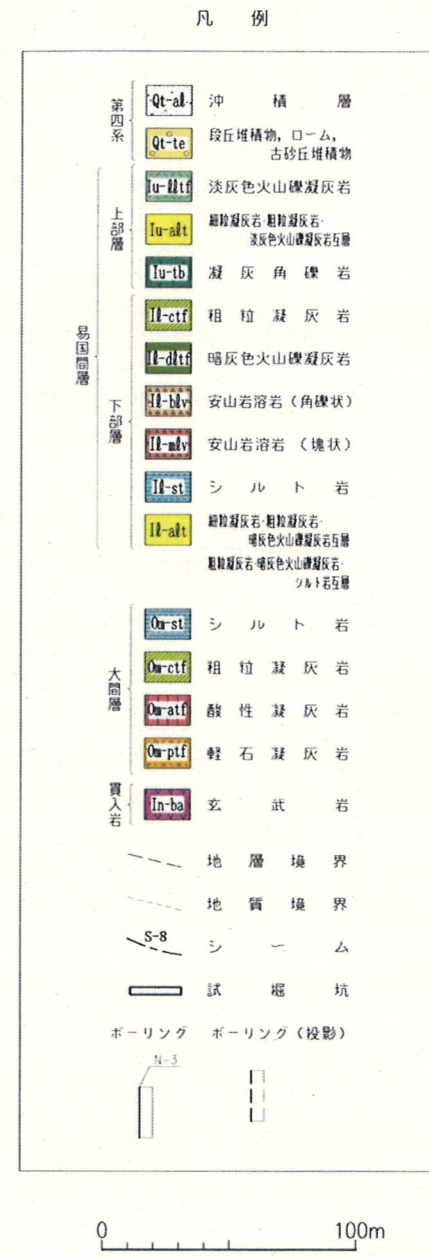 凡 例
第四系
Qt-al 沖積層
Qt-te 段丘堆積物，ローム，
古砂丘堆積物
易国間層
上部層
Iu-lltf 淡灰色火山礫凝灰岩
Iu-alt 細粒凝灰岩・粗粒凝灰岩・
淡灰色火山礫凝灰岩互層
Iu-tb 凝灰角礫岩
下部層
Il-ctf 粗粒凝灰岩
Il-dltf 暗灰色火山礫凝灰岩
Il-blv 安山岩溶岩（角礫状）
Il-mlv 安山岩溶岩（塊状）
Il-st シルト岩
Il-alt 細粒凝灰岩・粗粒凝灰岩・
暗灰色火山礫凝灰岩互層
粗粒凝灰岩・暗灰色火山礫凝灰岩・
シルト岩互層
大間層
Om-st シルト岩
Om-ctf 粗粒凝灰岩
Om-atf 酸性凝灰岩
Om-ptf 軽石凝灰岩
貫入岩
In-ba 玄武岩
地層境界
地質境界
S-8 シーム
試掘坑
ボーリング ボーリング（投影）
N-3
0 100m